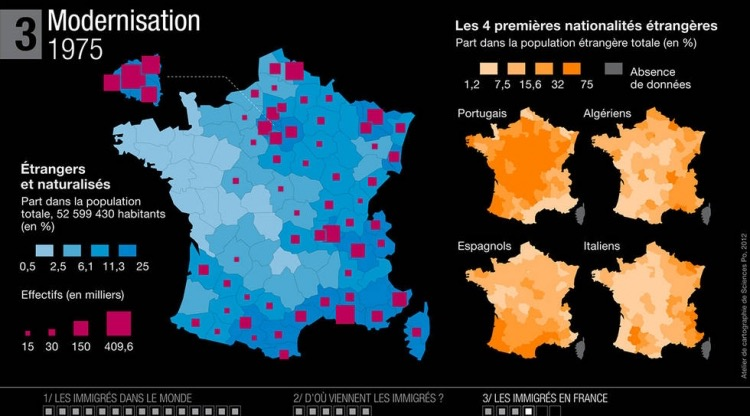 3
Modernisation
1975
Étrangers
et naturalisés
Part dans la population
totale, 52 599 430 habitants
(en %)
0,5 2,5 6,1 11,3 25
Effectifs (en milliers)
15 30 150 409,6
Les 4 premières nationalités étrangères
Part dans la population étrangère totale (en %)
1,2 7,5 15,6 32 75
Absence
de données
Portugais
Algériens
Espagnols
Italiens
Atelier de cartographie de Sciences Po, 2012
1/ LES IMMIGRÉS DANS LE MONDE
2/ D'OÙ VIENNENT LES IMMIGRÉS ?
3/ LES IMMIGRÉS EN FRANCE